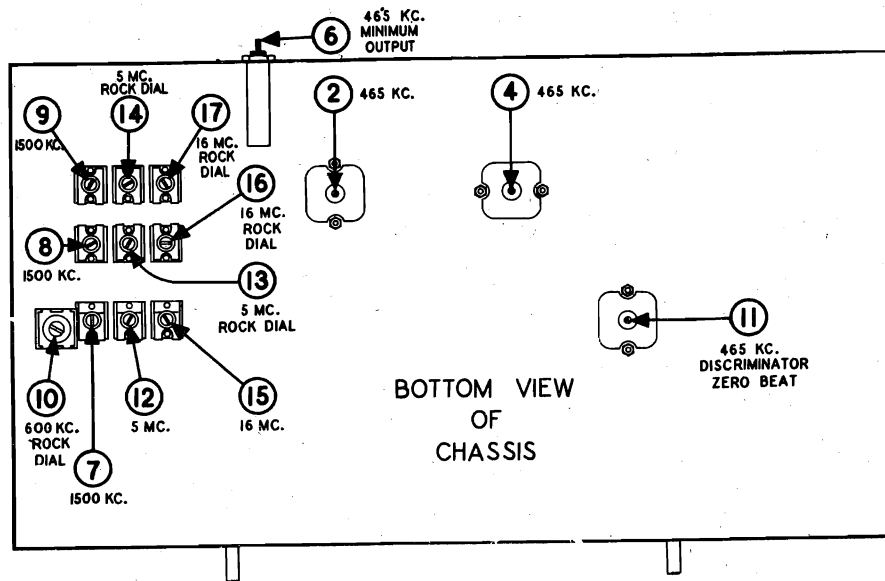 6
465 KC.
MINIMUM
OUTPUT
5 MC.
ROCK DIAL
9
14
17
1500 KC.
16 MC.
ROCK
DIAL
2
465 KC.
4
465 KC.
8
1500 KC.
16
16 MC.
ROCK
DIAL
13
5 MC.
ROCK DIAL
11
465 KC.
DISCRIMINATOR
ZERO BEAT
10
600 KC.
ROCK
DIAL
7
1500 KC.
12
5 MC.
15
16 MC.
BOTTOM VIEW
OF
CHASSIS